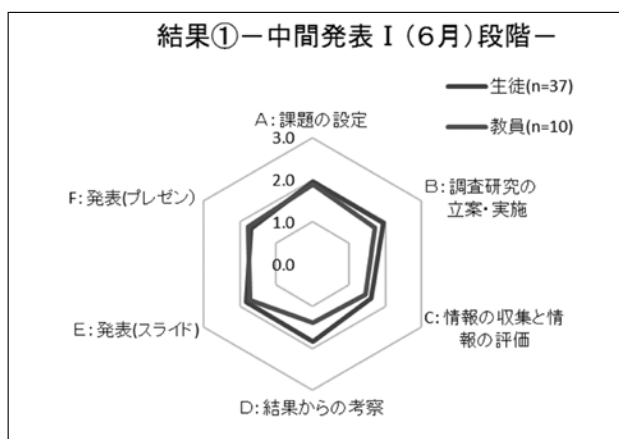 結果①－中間発表Ⅰ(6月)段階－
生徒(n=37)
教員(n=10)
A:課題の設定
3.0
2.0
1.0
0.0
B:調査研究の
立案・実施
C:情報の収集と情
報の評価
D:結果からの考察
E:発表(スライド)
F:発表(プレゼン)